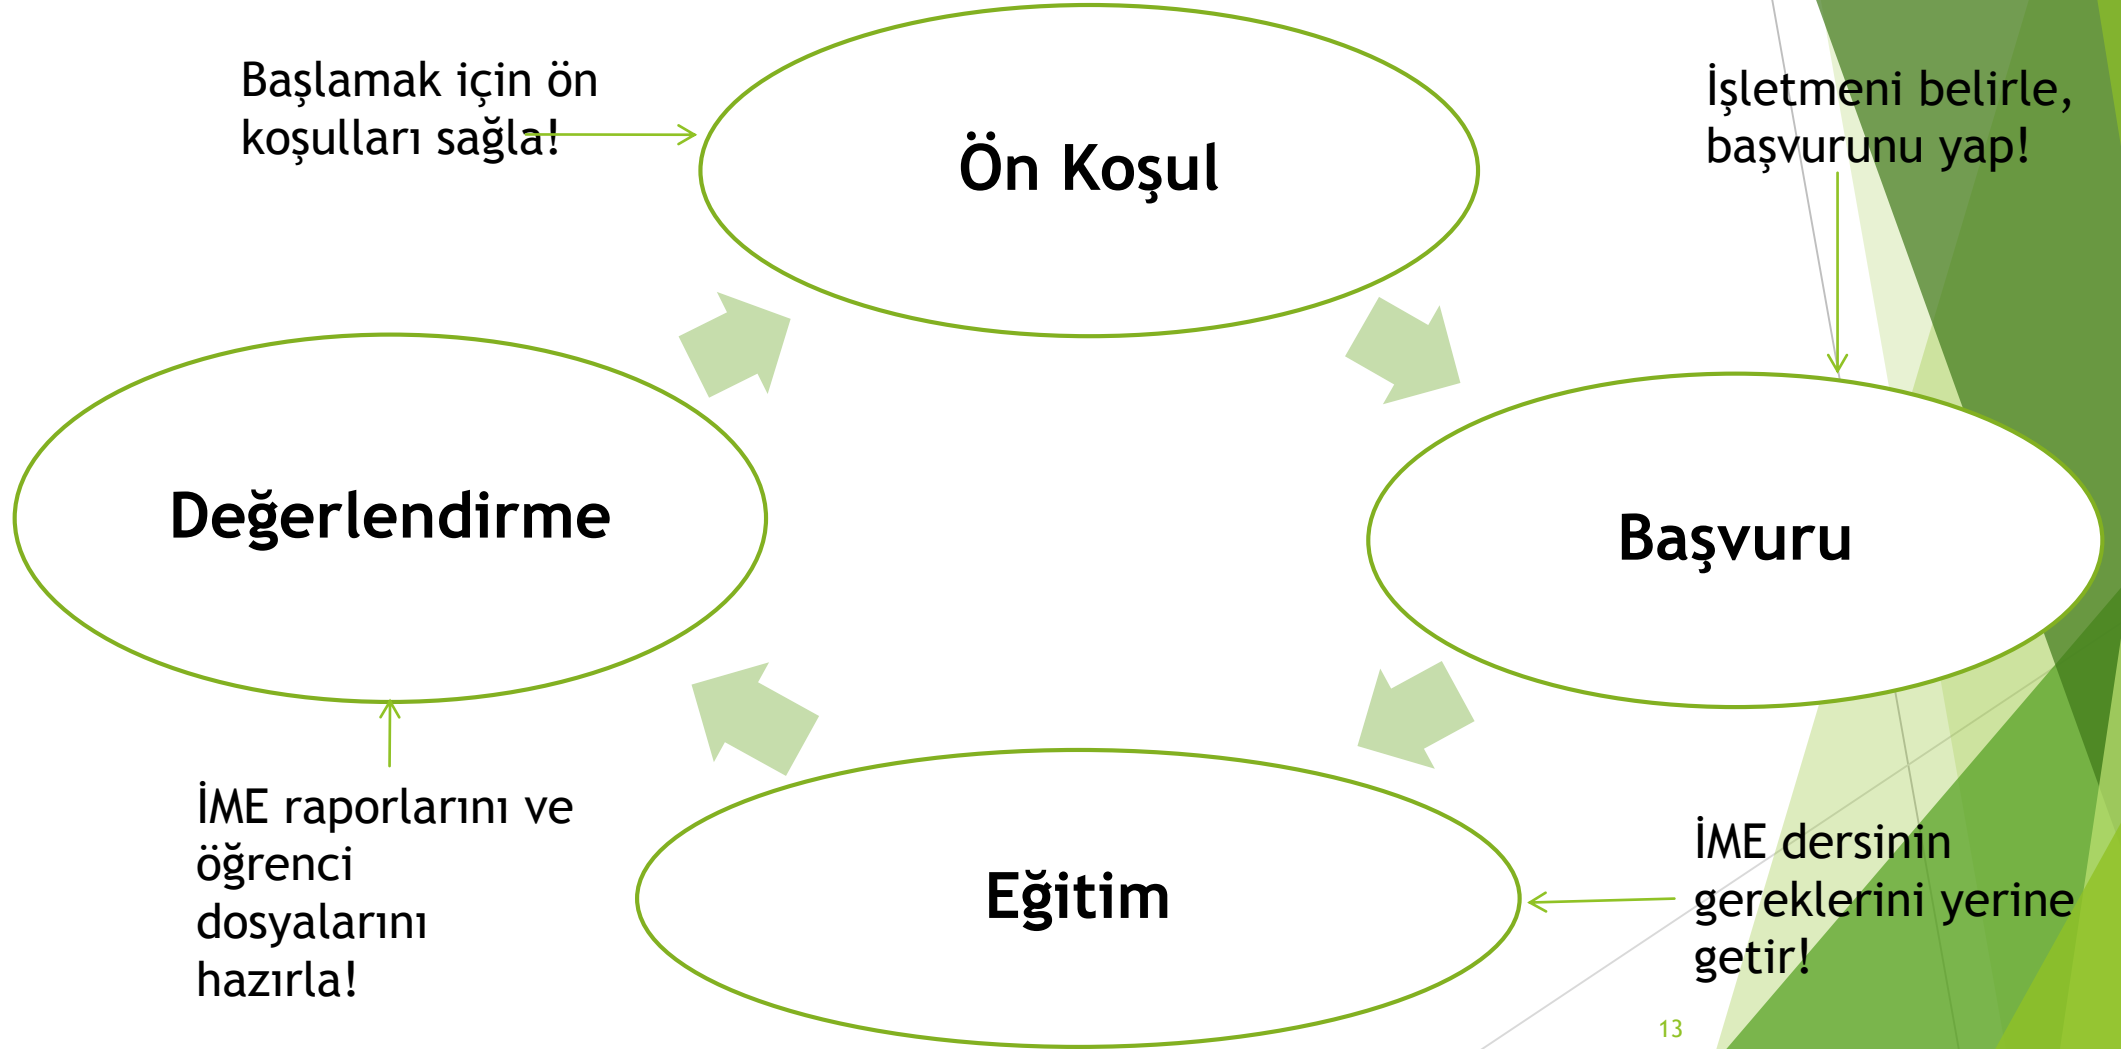 Başlamak için ön
koşulları sağla!
Ön Koşul
İşletmeni belirle,
başvurunu yap!
Değerlendirme
Başvuru
İME raporlarını ve
öğrenci
dosyalarını
hazırla!
Eğitim
İME dersinin
gereklerini yerine
getir!
13